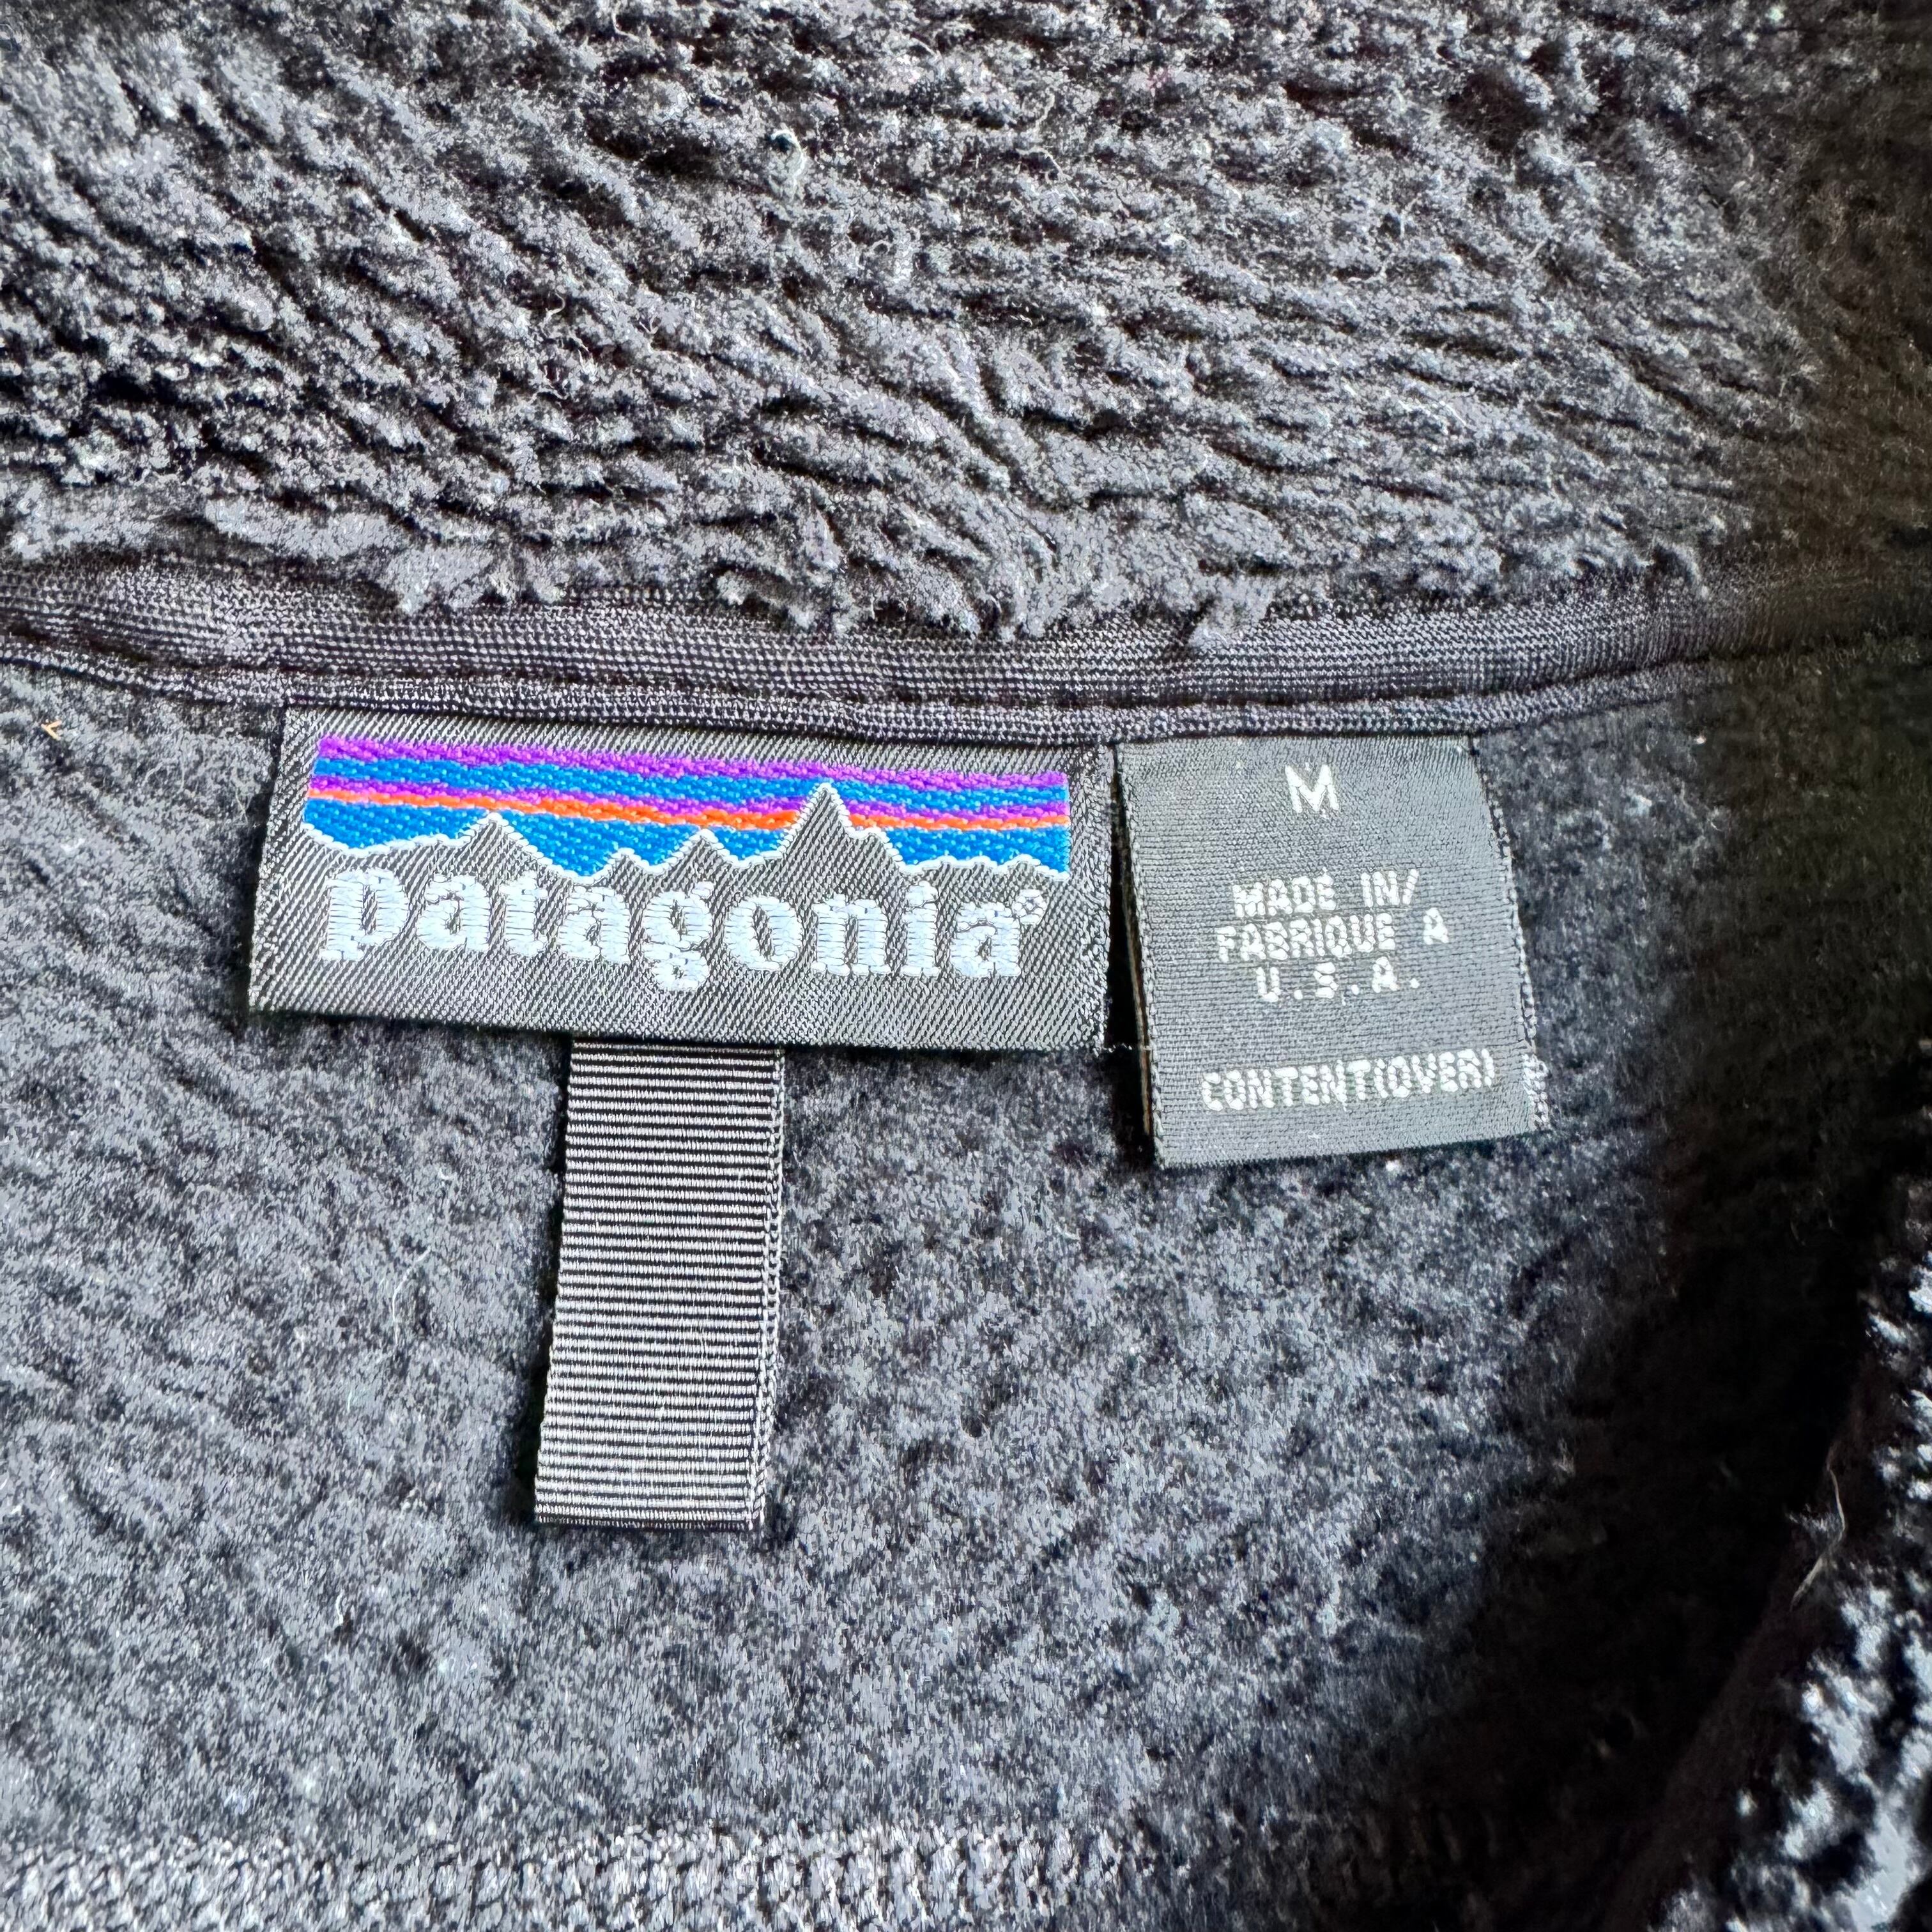 patagonia®
M
MADE IN/
FABRIQUE A
U.S.A.
CONTENT(OVER)